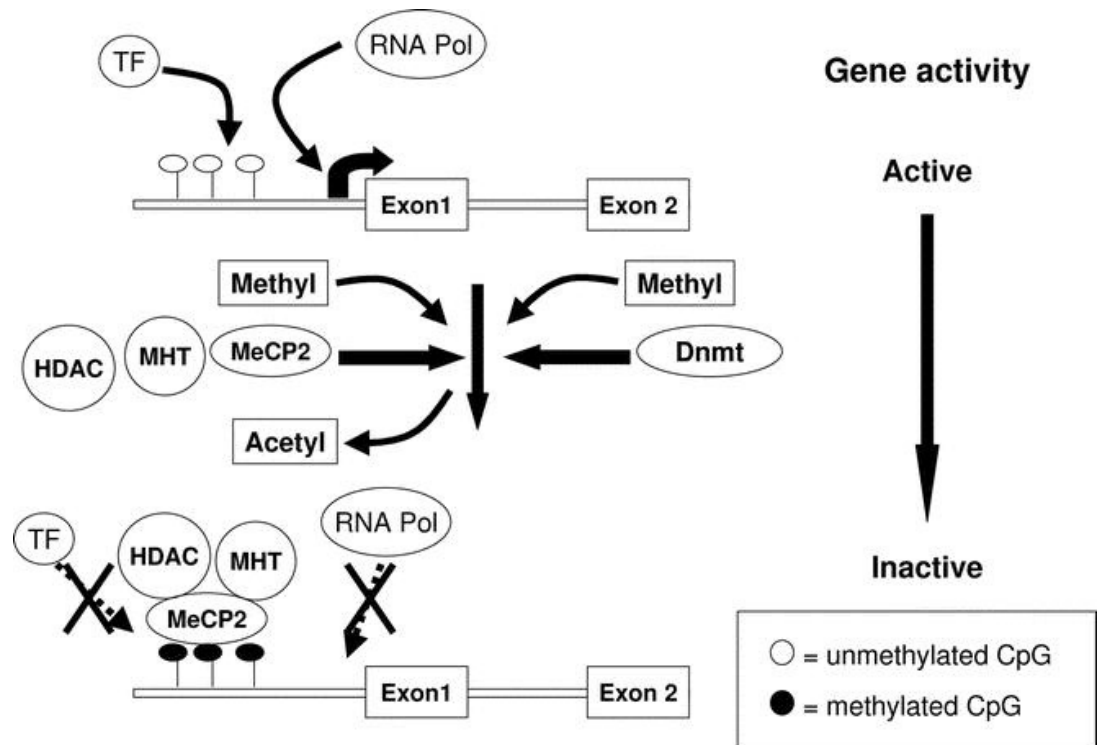 TF
RNA Pol
Gene activity
Active
Exon1
Exon 2
Methyl
Methyl
HDAC
MHT
MeCP2
Dnmt
Acetyl
TF
HDAC
MHT
RNA Pol
MeCP2
Inactive
= unmethylated CpG
Exon1
Exon 2
= methylated CpG